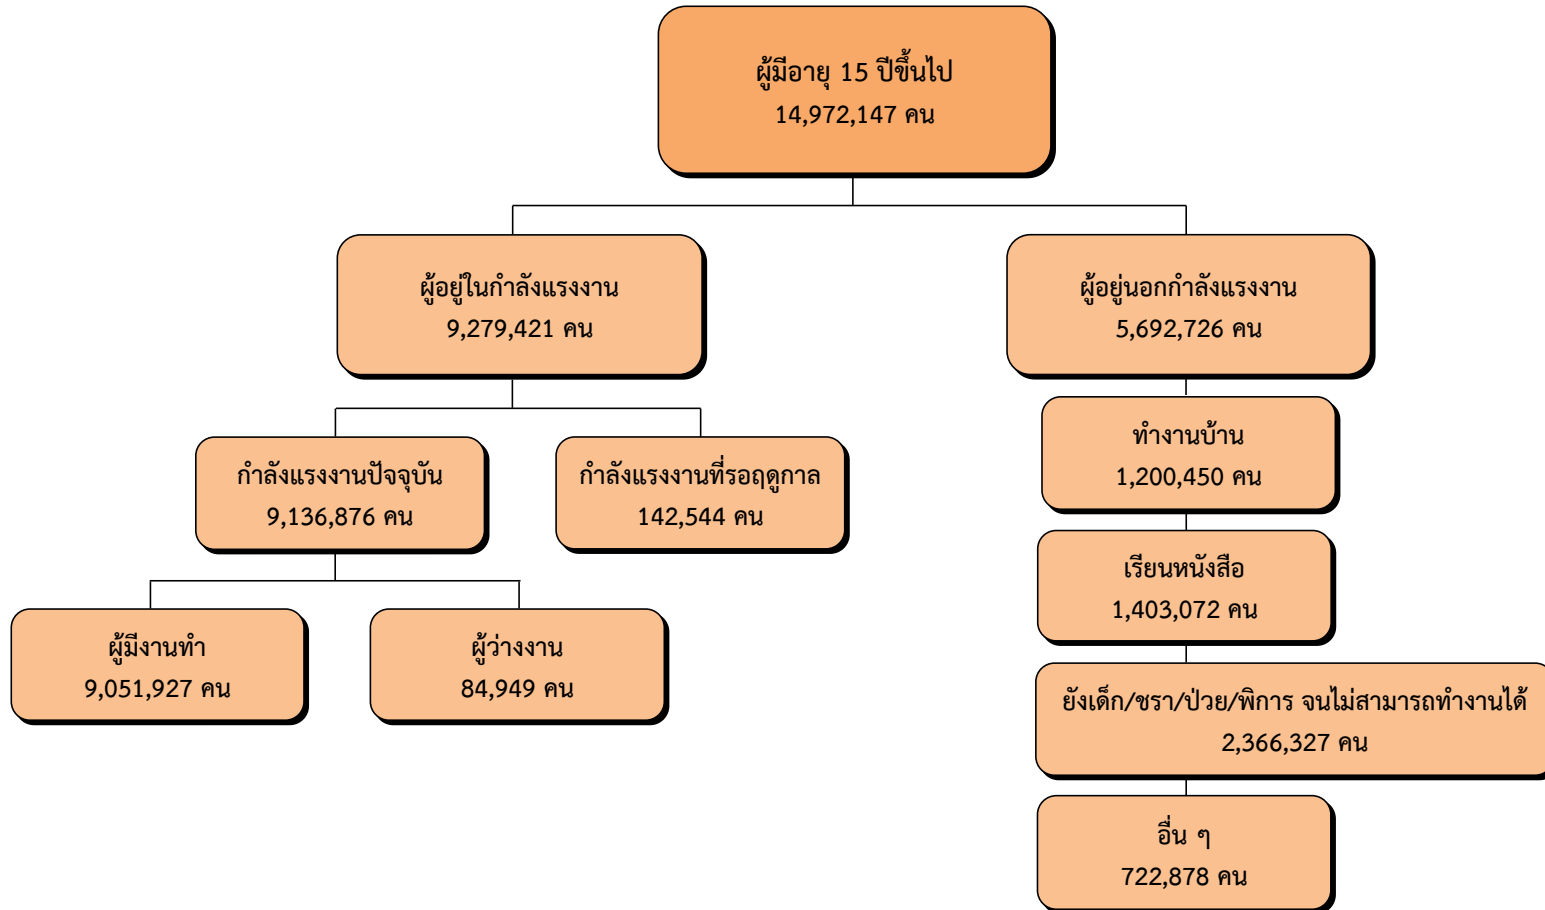 ผู้มีอายุ 15 ปีขึ้นไป
14,972,147 คน
ผู้อยู่ในกำลังแรงงาน
9,279,421 คน
ผู้อยู่นอกกำลังแรงงาน
5,692,726 คน
กำลังแรงงานปัจจุบัน
9,136,876 คน
กำลังแรงงานที่รอฤดูกาล
142,544 คน
ผู้มีงานทำ
9,051,927 คน
ผู้ว่างงาน
84,949 คน
ทำงานบ้าน
1,200,450 คน
เรียนหนังสือ
1,403,072 คน
ยังเด็ก/ชรา/ป่วย/พิการ จนไม่สามารถทำงานได้
2,366,327 คน
อื่น ๆ
722,878 คน